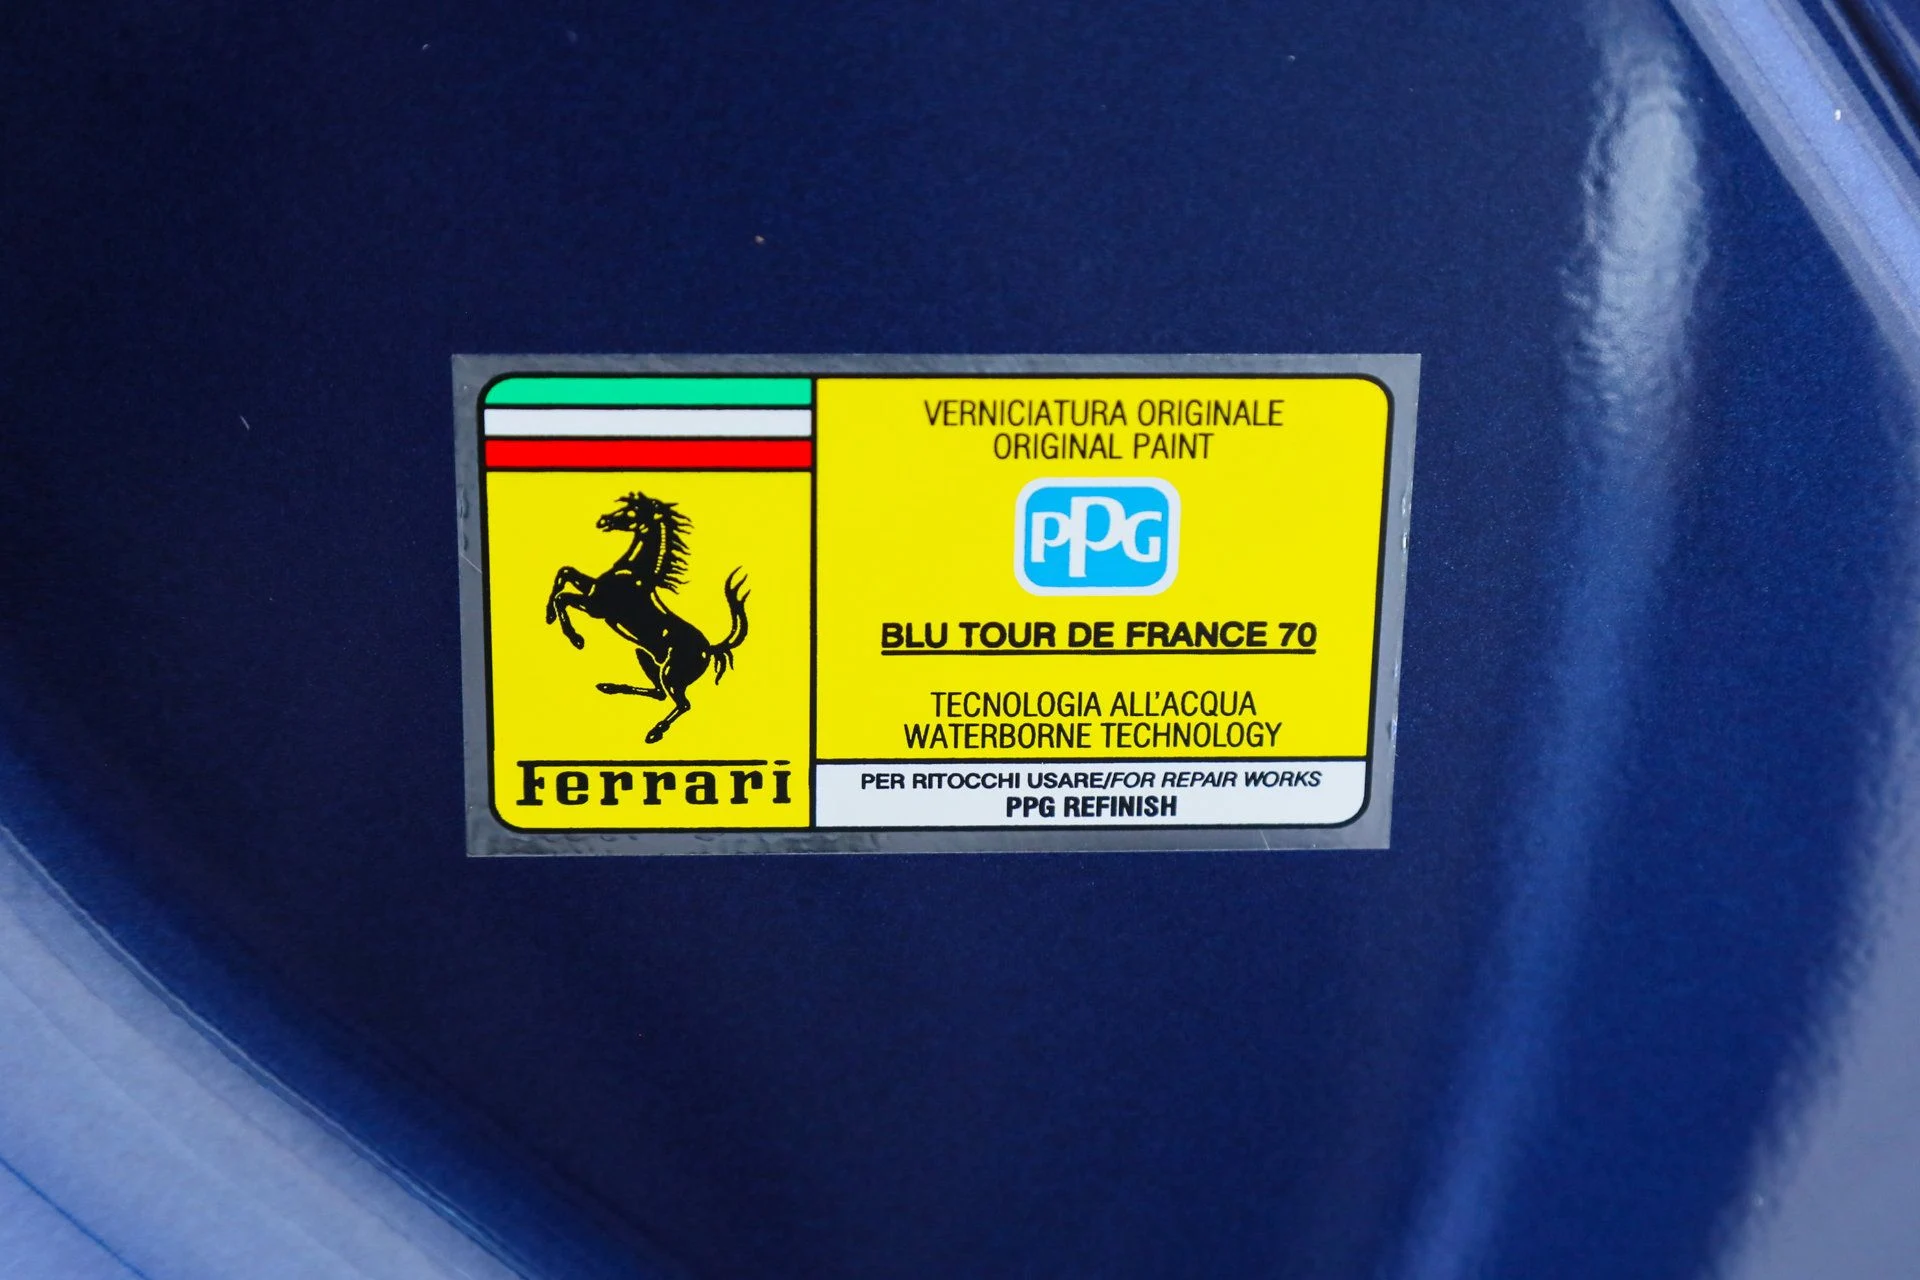 Ferrari
VERNICIATURA ORIGINALE
ORIGINAL PAINT
PPG
BLU TOUR DE FRANCE 70
TECNOLOGIA ALL'ACQUA
WATERBORNE TECHNOLOGY
PER RITOCCHI USARE/FOR REPAIR WORKS
PPG REFINISH